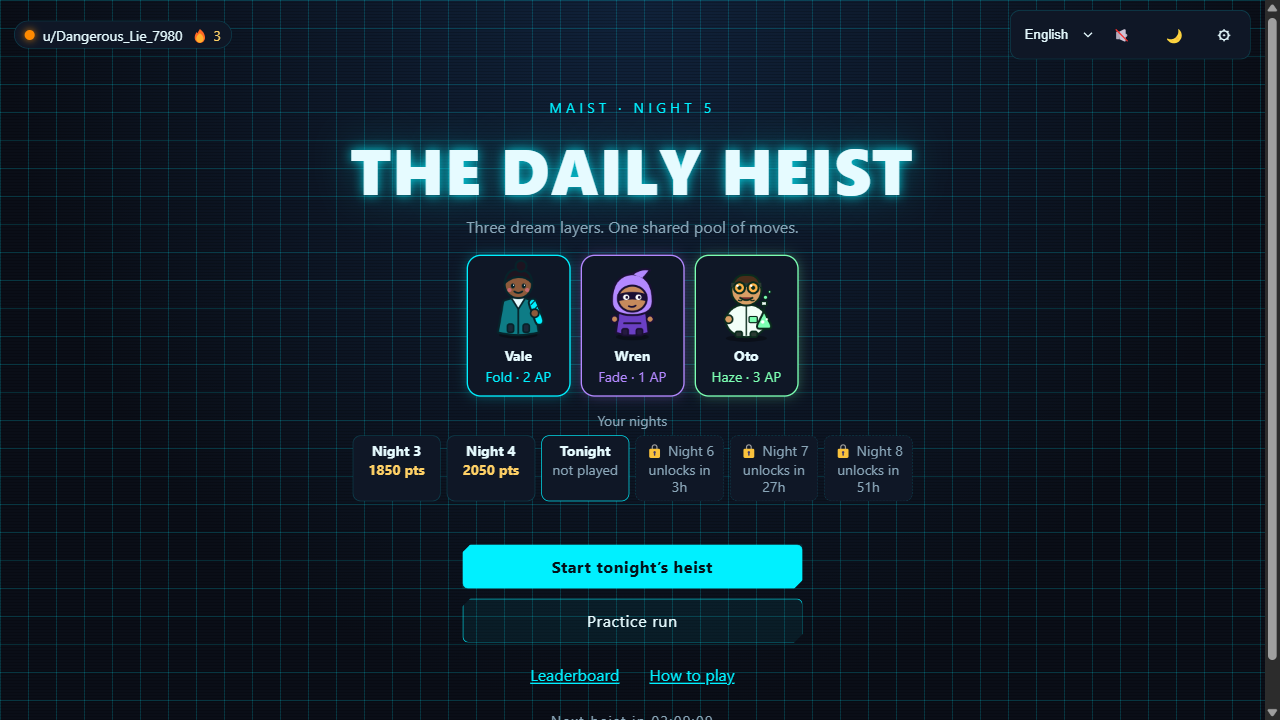 u/Dangerous_Lie_7980 🔥 3
English
MAIST · NIGHT 5
THE DAILY HEIST
Three dream layers. One shared pool of moves.
Vale
Fold · 2 AP
Wren
Fade · 1 AP
Oto
Haze · 3 AP
Your nights
Night 3
1850 pts
Night 4
2050 pts
Tonight
not played
🔒 Night 6
unlocks in
3h
🔒 Night 7
unlocks in
27h
🔒 Night 8
unlocks in
51h
Start tonight's heist
Practice run
Leaderboard
How to play
Next heist in